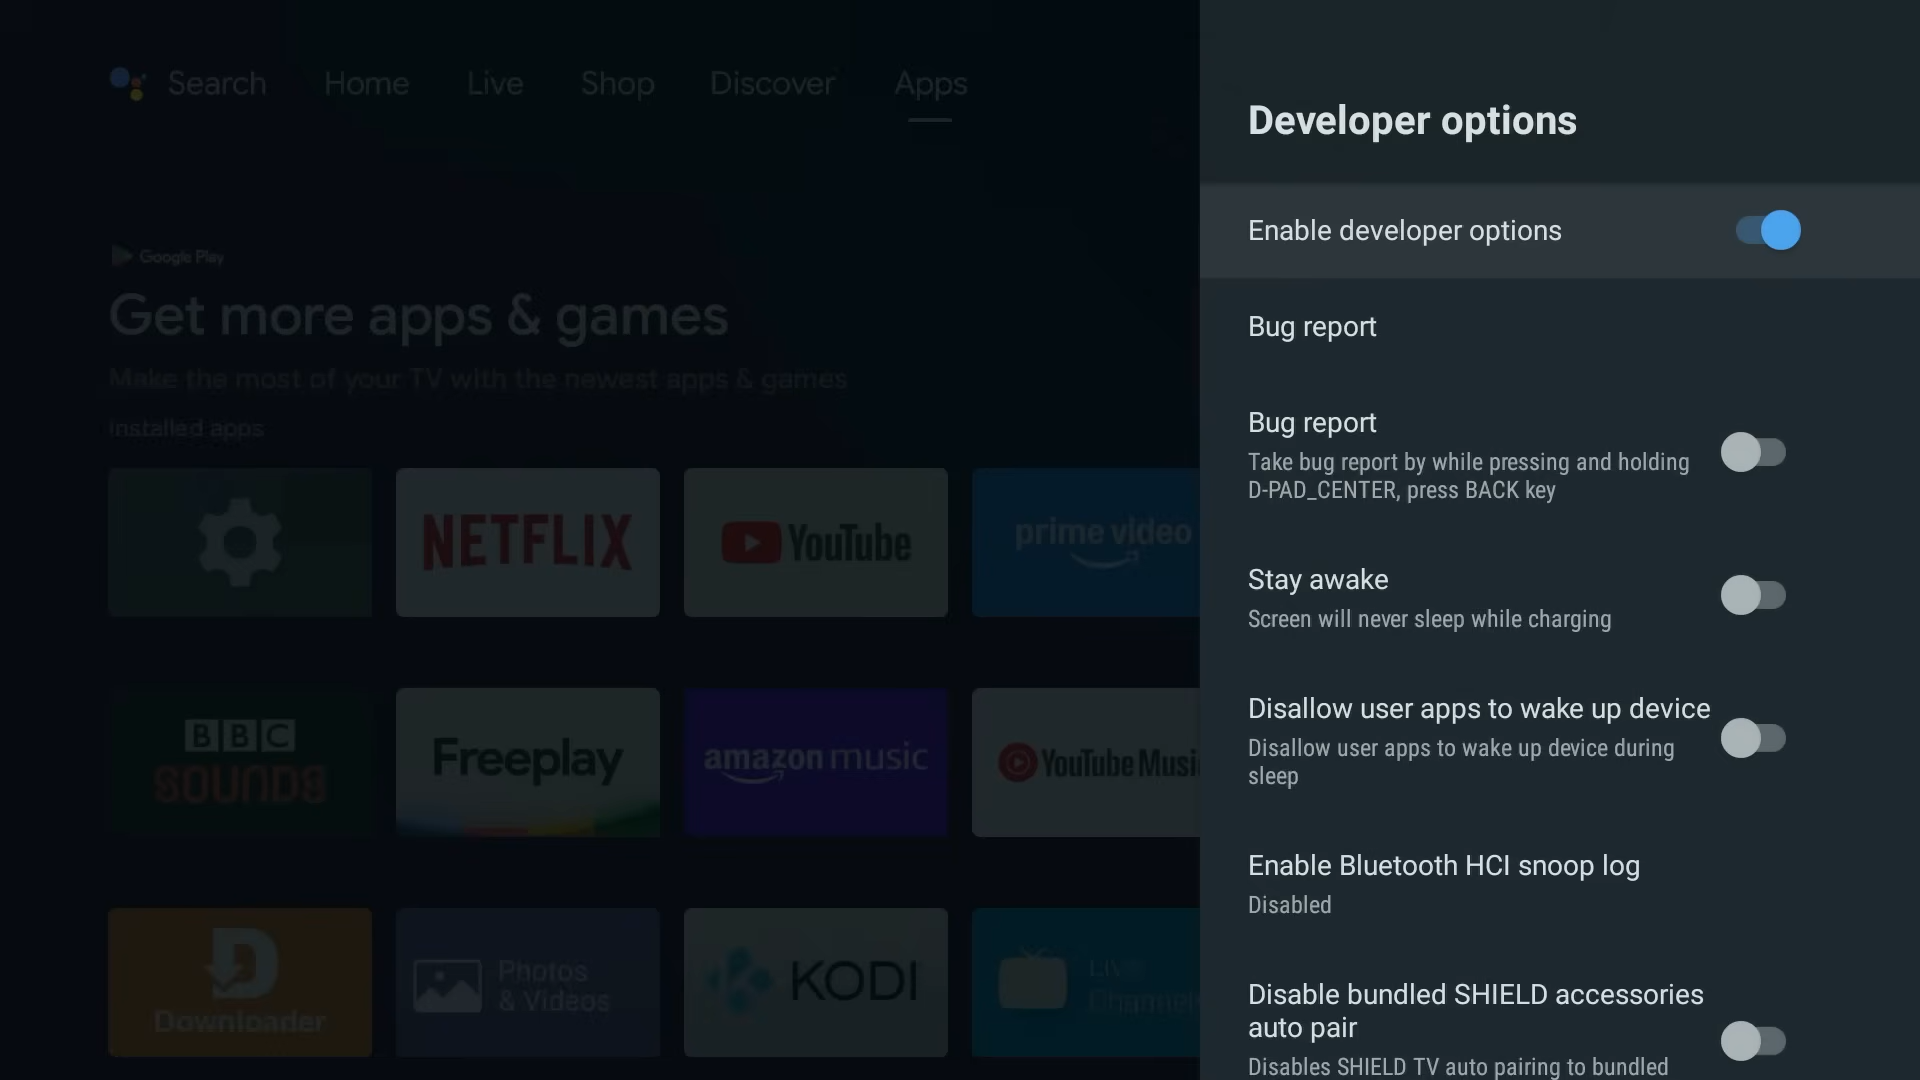 Search Home Live Shop Discover Apps
Google Play
Get more apps & games
Make the most of your TV with the newest apps & games
Installed apps
NETFLIX
YouTube
prime video
BBC
SOUNDS
Freeplay
amazon music
YouTube Musi
Downloader
Photos
& Videos
KODI
LIVE
Channels
Developer options
Enable developer options
Bug report
Bug report
Take bug report by while pressing and holding
D-PAD_CENTER, press BACK key
Stay awake
Screen will never sleep while charging
Disallow user apps to wake up device
Disallow user apps to wake up device during
sleep
Enable Bluetooth HCI snoop log
Disabled
Disable bundled SHIELD accessories
auto pair
Disables SHIELD TV auto pairing to bundled